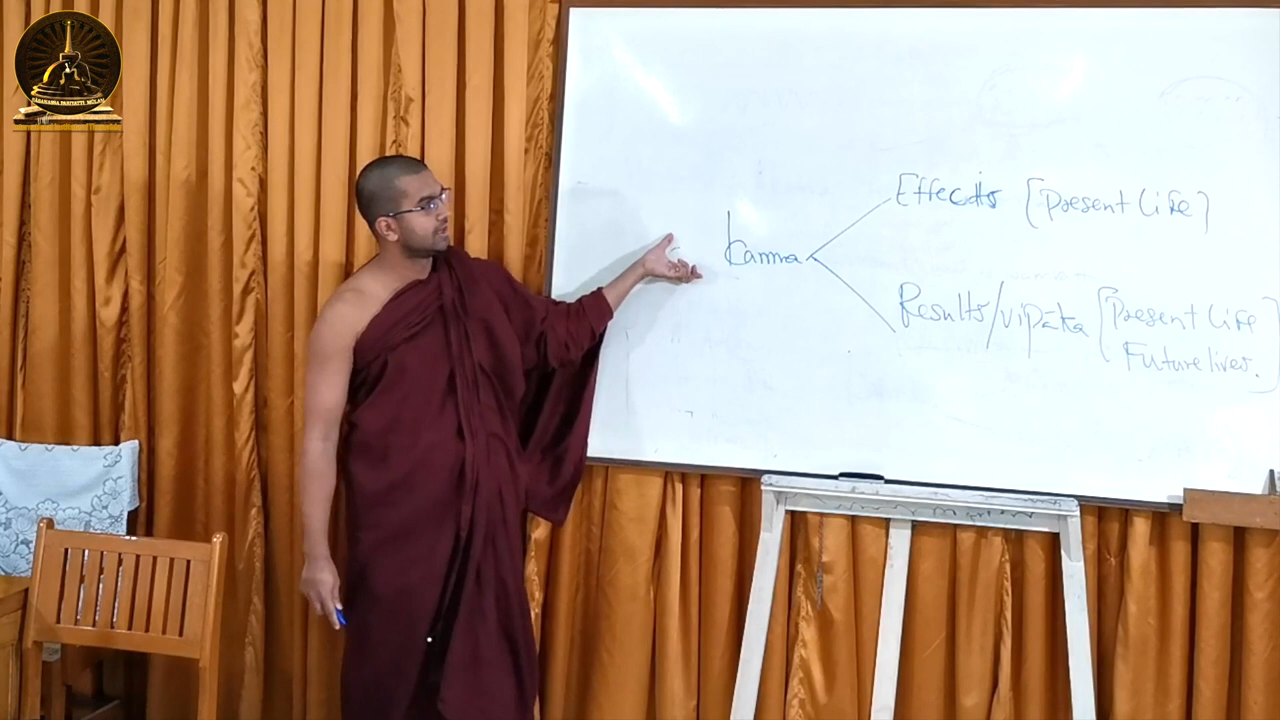 Effects [Present life]
Kamma
Results/vipāka [Present life
Future lives.]